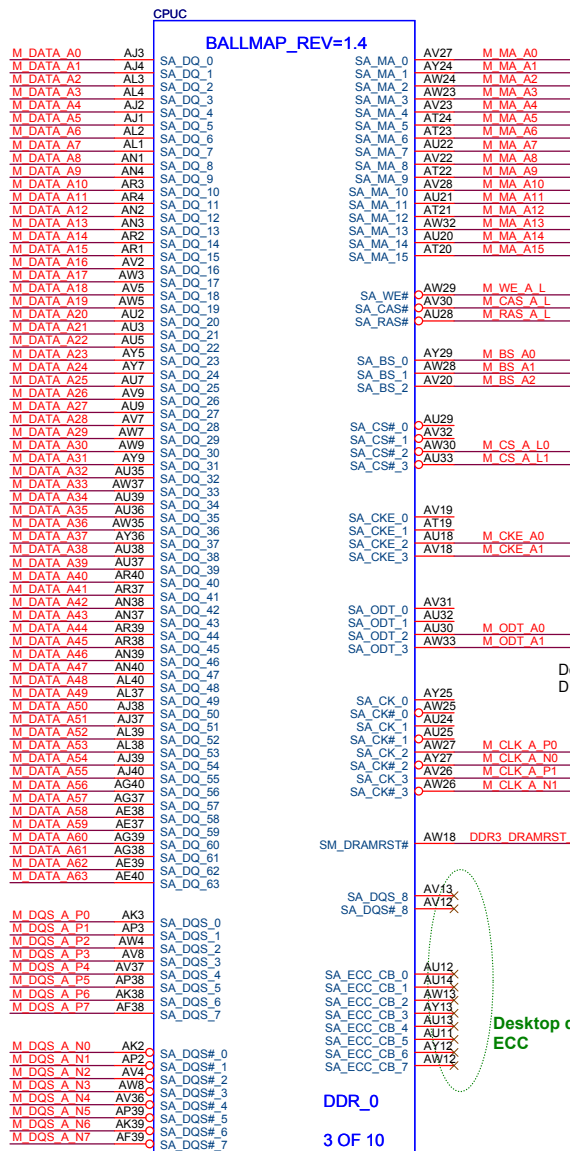 CPUC
BALLMAP_REV=1.4
M_DATA_A0 AJ3 SA_DQ_0
M_DATA_A1 AJ4 SA_DQ_1
M_DATA_A2 AL3 SA_DQ_2
M_DATA_A3 AL4 SA_DQ_3
M_DATA_A4 AJ2 SA_DQ_4
M_DATA_A5 AJ1 SA_DQ_5
M_DATA_A6 AL2 SA_DQ_6
M_DATA_A7 AL1 SA_DQ_7
M_DATA_A8 AN1 SA_DQ_8
M_DATA_A9 AN4 SA_DQ_9
M_DATA_A10 AR3 SA_DQ_10
M_DATA_A11 AR4 SA_DQ_11
M_DATA_A12 AN2 SA_DQ_12
M_DATA_A13 AN3 SA_DQ_13
M_DATA_A14 AR2 SA_DQ_14
M_DATA_A15 AR1 SA_DQ_15
M_DATA_A16 AV2 SA_DQ_16
M_DATA_A17 AW3 SA_DQ_17
M_DATA_A18 AV5 SA_DQ_18
M_DATA_A19 AW5 SA_DQ_19
M_DATA_A20 AU2 SA_DQ_20
M_DATA_A21 AU3 SA_DQ_21
M_DATA_A22 AU5 SA_DQ_22
M_DATA_A23 AY5 SA_DQ_23
M_DATA_A24 AY7 SA_DQ_24
M_DATA_A25 AU7 SA_DQ_25
M_DATA_A26 AV9 SA_DQ_26
M_DATA_A27 AU9 SA_DQ_27
M_DATA_A28 AV7 SA_DQ_28
M_DATA_A29 AW7 SA_DQ_29
M_DATA_A30 AW9 SA_DQ_30
M_DATA_A31 AY9 SA_DQ_31
M_DATA_A32 AU35 SA_DQ_32
M_DATA_A33 AW37 SA_DQ_33
M_DATA_A34 AU39 SA_DQ_34
M_DATA_A35 AU36 SA_DQ_35
M_DATA_A36 AW35 SA_DQ_36
M_DATA_A37 AY36 SA_DQ_37
M_DATA_A38 AU38 SA_DQ_38
M_DATA_A39 AU37 SA_DQ_39
M_DATA_A40 AR40 SA_DQ_40
M_DATA_A41 AR37 SA_DQ_41
M_DATA_A42 AN38 SA_DQ_42
M_DATA_A43 AN37 SA_DQ_43
M_DATA_A44 AR39 SA_DQ_44
M_DATA_A45 AR38 SA_DQ_45
M_DATA_A46 AN39 SA_DQ_46
M_DATA_A47 AN40 SA_DQ_47
M_DATA_A48 AL40 SA_DQ_48
M_DATA_A49 AL37 SA_DQ_49
M_DATA_A50 AJ38 SA_DQ_50
M_DATA_A51 AJ37 SA_DQ_51
M_DATA_A52 AL39 SA_DQ_52
M_DATA_A53 AL38 SA_DQ_53
M_DATA_A54 AJ39 SA_DQ_54
M_DATA_A55 AJ40 SA_DQ_55
M_DATA_A56 AG40 SA_DQ_56
M_DATA_A57 AG37 SA_DQ_57
M_DATA_A58 AE38 SA_DQ_58
M_DATA_A59 AE37 SA_DQ_59
M_DATA_A60 AG39 SA_DQ_60
M_DATA_A61 AG38 SA_DQ_61
M_DATA_A62 AE39 SA_DQ_62
M_DATA_A63 AE40 SA_DQ_63
M_DQS_A_P0 AK3 SA_DQS_0
M_DQS_A_P1 AP3 SA_DQS_1
M_DQS_A_P2 AW4 SA_DQS_2
M_DQS_A_P3 AV8 SA_DQS_3
M_DQS_A_P4 AV37 SA_DQS_4
M_DQS_A_P5 AP38 SA_DQS_5
M_DQS_A_P6 AK38 SA_DQS_6
M_DQS_A_P7 AF38 SA_DQS_7
M_DQS_A_N0 AK2 SA_DQS#_0
M_DQS_A_N1 AP2 SA_DQS#_1
M_DQS_A_N2 AV4 SA_DQS#_2
M_DQS_A_N3 AW8 SA_DQS#_3
M_DQS_A_N4 AV36 SA_DQS#_4
M_DQS_A_N5 AP39 SA_DQS#_5
M_DQS_A_N6 AK39 SA_DQS#_6
M_DQS_A_N7 AF39 SA_DQS#_7
SA_MA_0 AV27 M_MA_A0
SA_MA_1 AY24 M_MA_A1
SA_MA_2 AW24 M_MA_A2
SA_MA_3 AW23 M_MA_A3
SA_MA_4 AV23 M_MA_A4
SA_MA_5 AT24 M_MA_A5
SA_MA_6 AT23 M_MA_A6
SA_MA_7 AU22 M_MA_A7
SA_MA_8 AV22 M_MA_A8
SA_MA_9 AT22 M_MA_A9
SA_MA_10 AV28 M_MA_A10
SA_MA_11 AU21 M_MA_A11
SA_MA_12 AT21 M_MA_A12
SA_MA_13 AW32 M_MA_A13
SA_MA_14 AU20 M_MA_A14
SA_MA_15 AT20 M_MA_A15
SA_WE# AW29 M_WE_A_L
SA_CAS# AV30 M_CAS_A_L
SA_RAS# AU28 M_RAS_A_L
SA_BS_0 AY29 M_BS_A0
SA_BS_1 AW28 M_BS_A1
SA_BS_2 AV20 M_BS_A2
SA_CS#_0 AU29
SA_CS#_1 AV32
SA_CS#_2 AW30 M_CS_A_L0
SA_CS#_3 AU33 M_CS_A_L1
SA_CKE_0 AV19
SA_CKE_1 AT19
SA_CKE_2 AU18 M_CKE_A0
SA_CKE_3 AV18 M_CKE_A1
SA_ODT_0 AV31
SA_ODT_1 AU32
SA_ODT_2 AU30 M_ODT_A0
SA_ODT_3 AW33 M_ODT_A1
SA_CK_0 AY25
SA_CK#_0 AW25
SA_CK_1 AU24
SA_CK#_1 AU25
SA_CK_2 AW27 M_CLK_A_P0
SA_CK#_2 AY27 M_CLK_A_N0
SA_CK_3 AV26 M_CLK_A_P1
SA_CK#_3 AW26 M_CLK_A_N1
SM_DRAMRST# AW18 DDR3_DRAMRST
SA_DQS_8 AV13
SA_DQS#_8 AV12
SA_ECC_CB_0 AU12
SA_ECC_CB_1 AU14
SA_ECC_CB_2 AW13
SA_ECC_CB_3 AY13
SA_ECC_CB_4 AU13
SA_ECC_CB_5 AU11
SA_ECC_CB_6 AY12
SA_ECC_CB_7 AW12
Desktop
ECC
DDR_0
3 OF 10